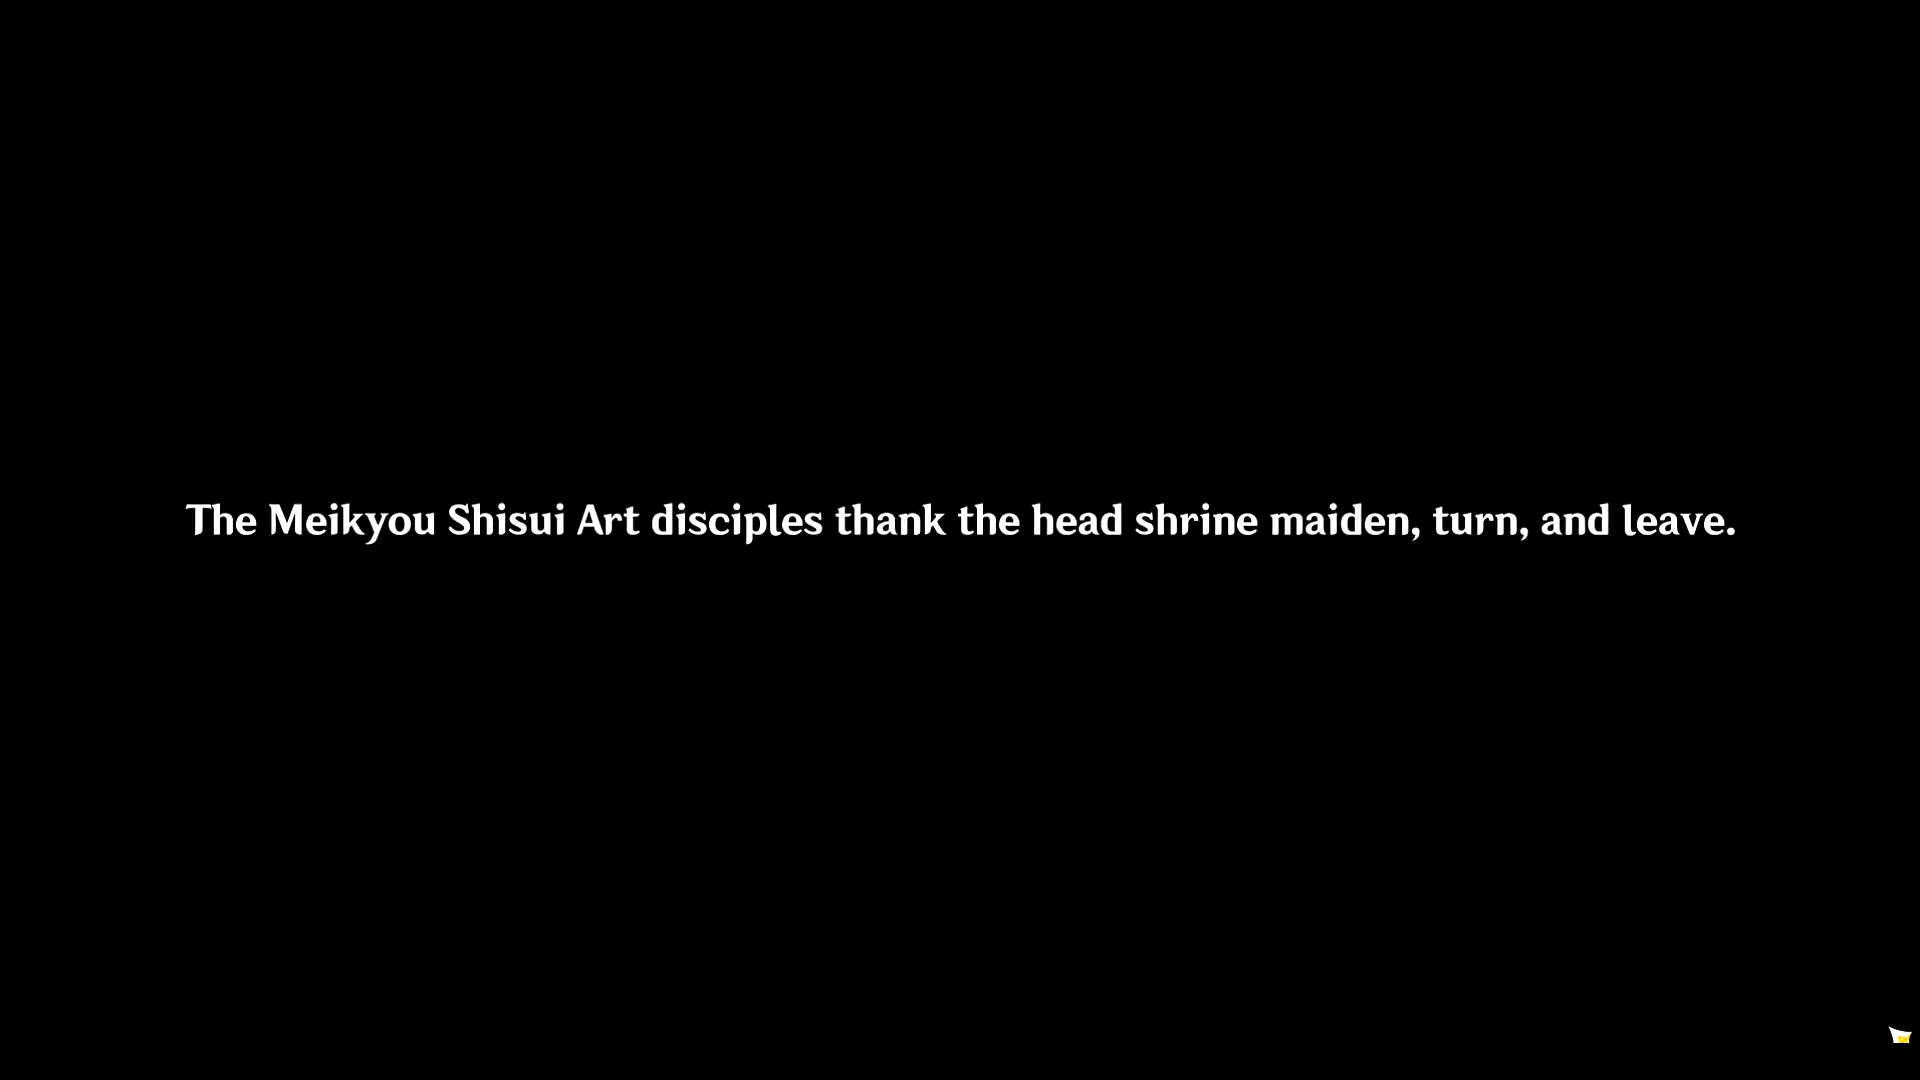 The Meikyou Shisui Art disciples thank the head shrine maiden, turn, and leave.